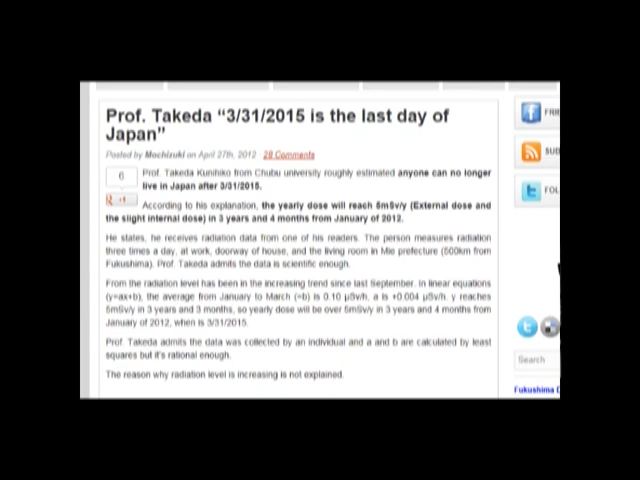 Prof. Takeda “3/31/2015 is the last day of
Japan”
Posted by Mochizuki on April 27th, 2012 28 Comments
6
Prof. Takeda Kunihiko from Chubu university roughly estimated anyone can no longer
live in Japan after 3/31/2015.
+1
According to his explanation, the yearly dose will reach 5mSv/y (External dose and
the slight internal dose) in 3 years and 4 months from January of 2012.
He states, he receives radiation data from one of his readers. The person measures radiation
three times a day, at work, doorway of house, and the living room in Mie prefecture (500km from
Fukushima). Prof. Takeda admits the data is scientific enough.
From the radiation level has been in the increasing trend since last September. In linear equations
(y=ax+b), the average from January to March (=b) is 0.10 μSv/h. a is +0.004 μSv/h. y reaches
5mSv/y in 3 years and 3 months, so yearly dose will be over 5mSv/y in 3 years and 4 months from
January of 2012, when is 3/31/2015.
Prof. Takeda admits the data was collected by an individual and a and b are calculated by least
squares but it's rational enough.
The reason why radiation level is increasing is not explained.
FRIE
SUB
FOL
Search
Fukushima D